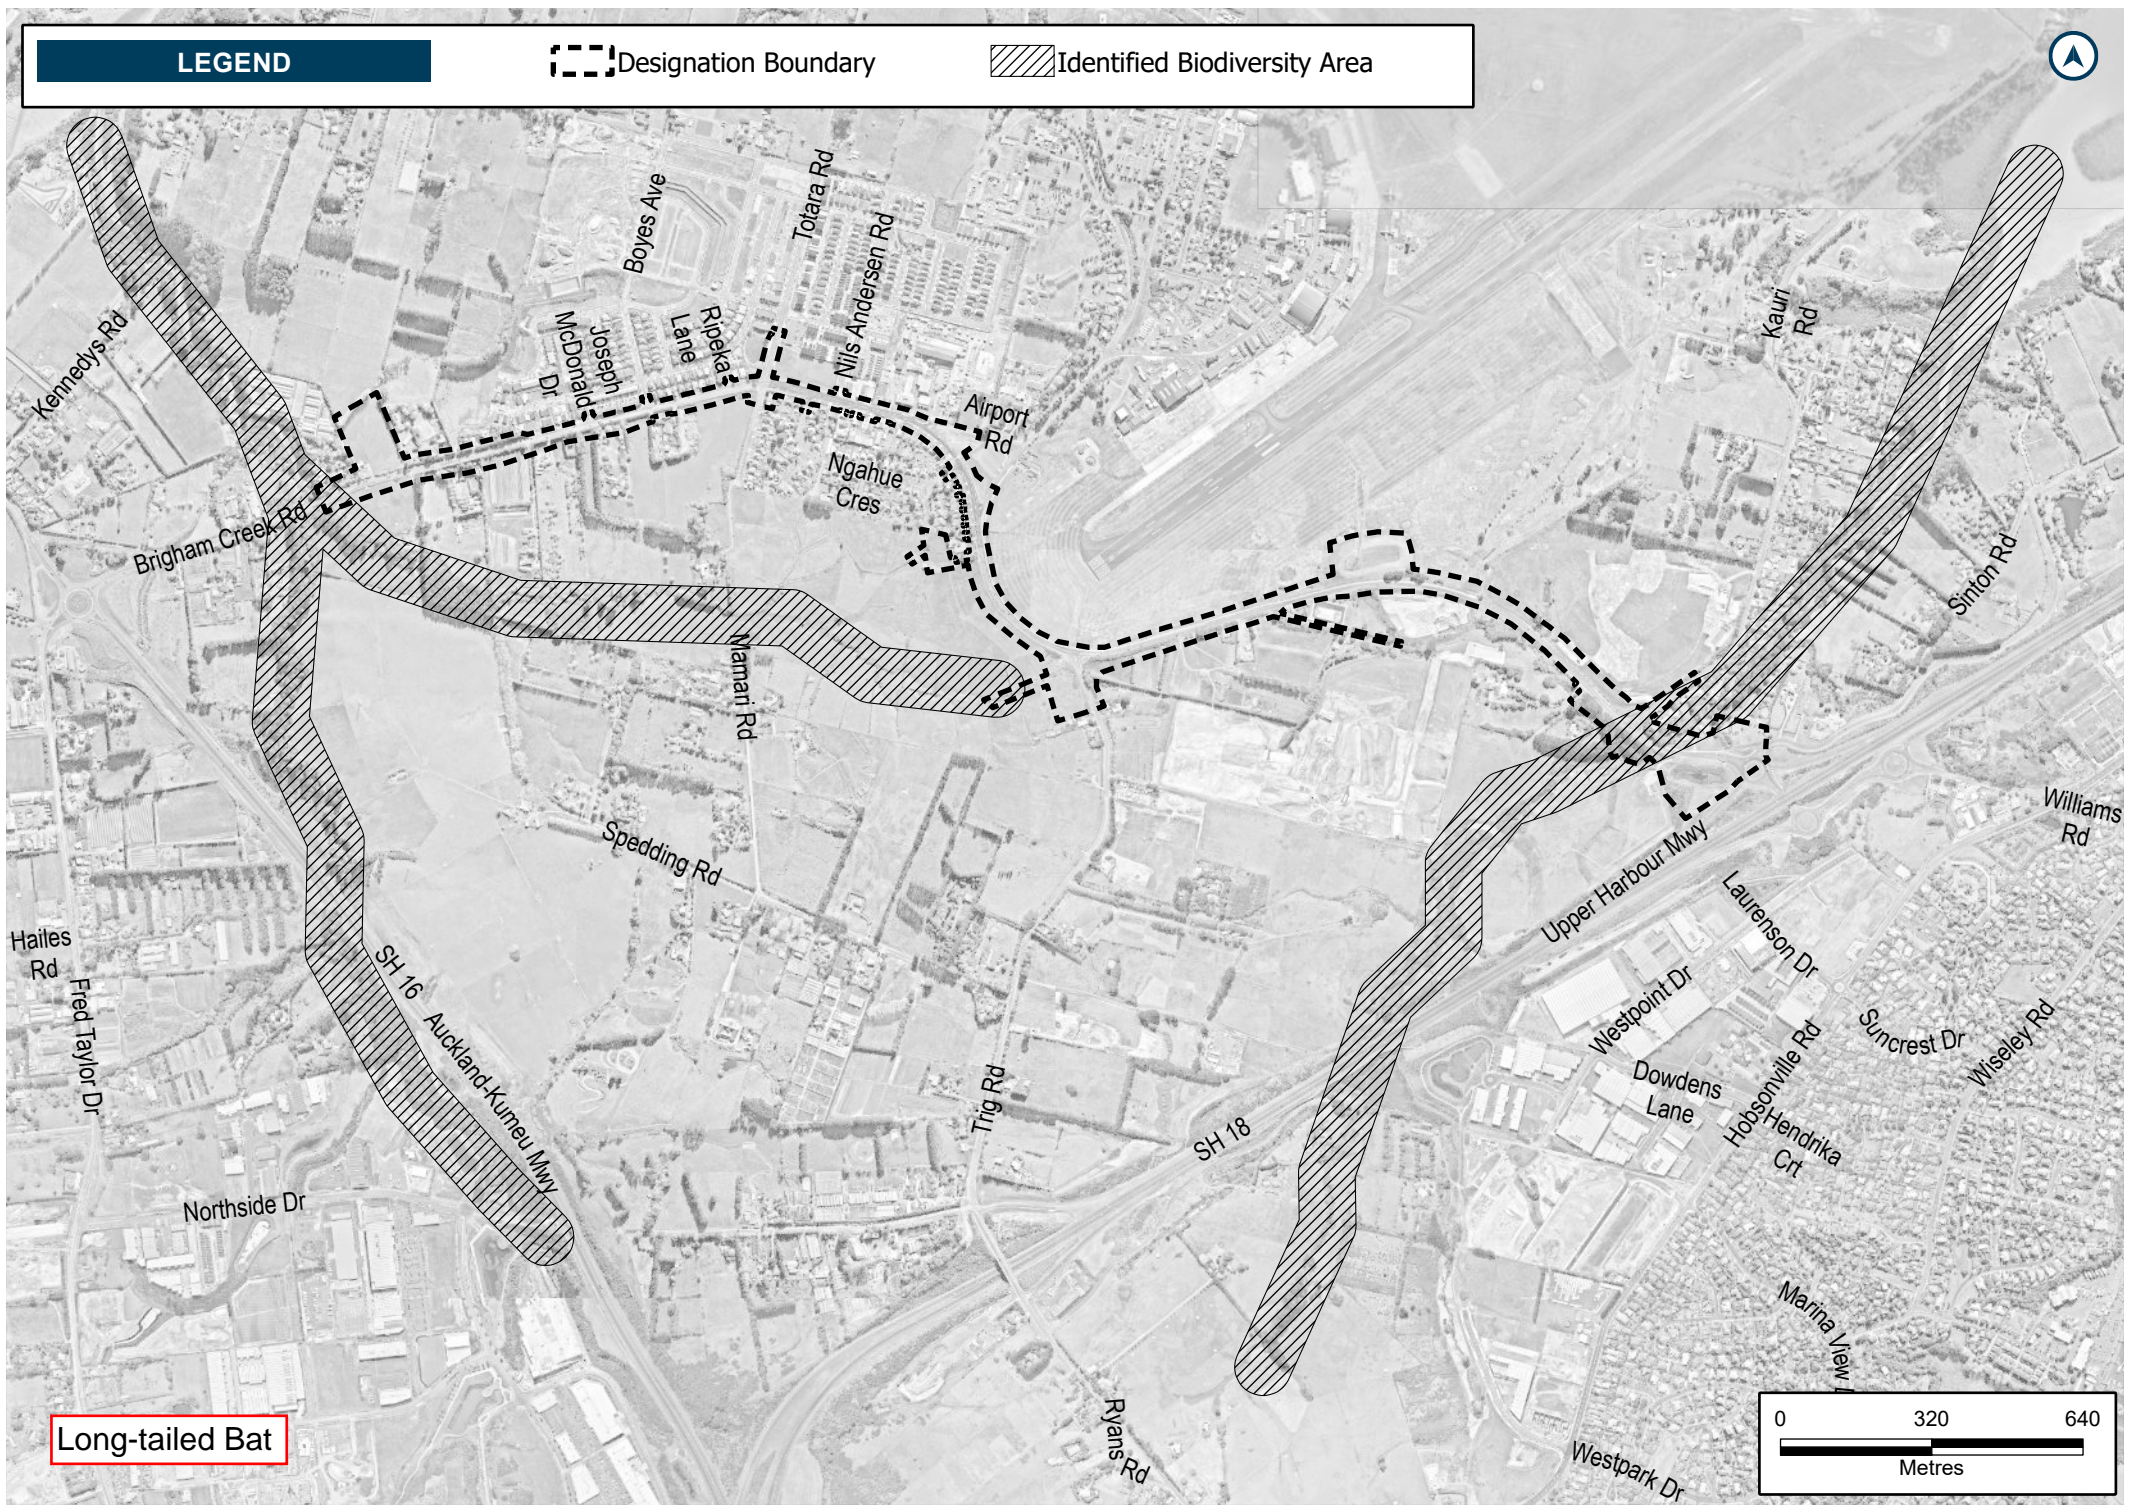 LEGEND
Designation Boundary
Identified Biodiversity Area
Totara Rd
Boyes Ave
Nils Andersen Rd
Kauri
Rd
Kennedys Rd
Ripeka
Lane
Joseph
McDonald
Dr
Airport
Rd
Ngahue
Cres
Brigham Creek Rd
Sinton Rd
Mamari Rd
Williams
Rd
Spedding Rd
Upper Harbour Mwy
Laurenson Dr
Hailes
Rd
SH 16
Auckland-Kumeu Mwy
Fred Taylor Dr
Westpoint Dr
Suncrest Dr
Wiseley Rd
Dowdens
Lane
Hobsonville Rd
Hendrika
Crt
Trig Rd
SH 18
Northside Dr
Marina View
Ryans Rd
Westpark Dr
Long-tailed Bat
0 320 640
Metres